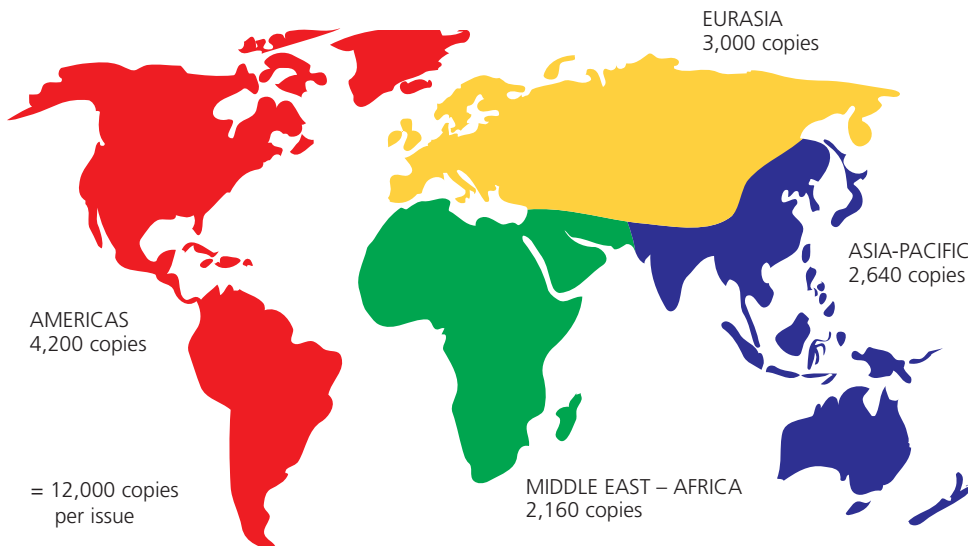 EURASIA
3,000 copies
ASIA-PACIFIC
2,640 copies
AMERICAS
4,200 copies
= 12,000 copies
per issue
MIDDLE EAST – AFRICA
2,160 copies